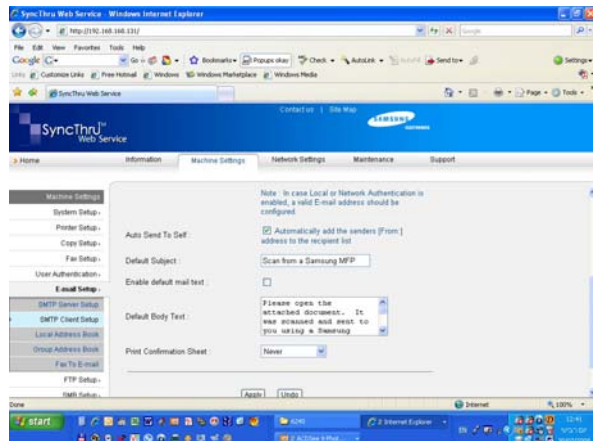 SyncThru Web Service - Windows Internet Explorer
http://192.168.168.131/
File Edit View Favorites Tools Help
Google G Go Bookmarks Popups okay Check AutoLink Send to Settings
Links Customize Links Free Hotmail Windows Windows Marketplace Windows Media
SyncThru Web Service
Page Tools
Contact us | Site Map
SAMSUNG
SyncThru™
Web Service
Home
Information Machine Settings Network Settings Maintenance Support
Machine Settings
System Setup
Printer Setup
Copy Setup
Fax Setup
User Authentication
E-mail Setup
SMTP Server Setup
SMTP Client Setup
Local Address Book
Group Address Book
Fax To E-mail
FTP Setup
SMB Setup
Note : In case Local or Network Authentication is
enabled, a valid E-mail address should be
configured.
Auto Send To Self :
Automatically add the senders [From:]
address to the recipient list
Default Subject :
Scan from a Samsung MFP
Enable default mail text :
Default Body Text :
Please open the
attached document. It
was scanned and sent to
you using a Samsung
Print Confirmation Sheet :
Never
Apply Undo
Done Internet 100%
start 6240 2 Internet Explorer EN 12:41